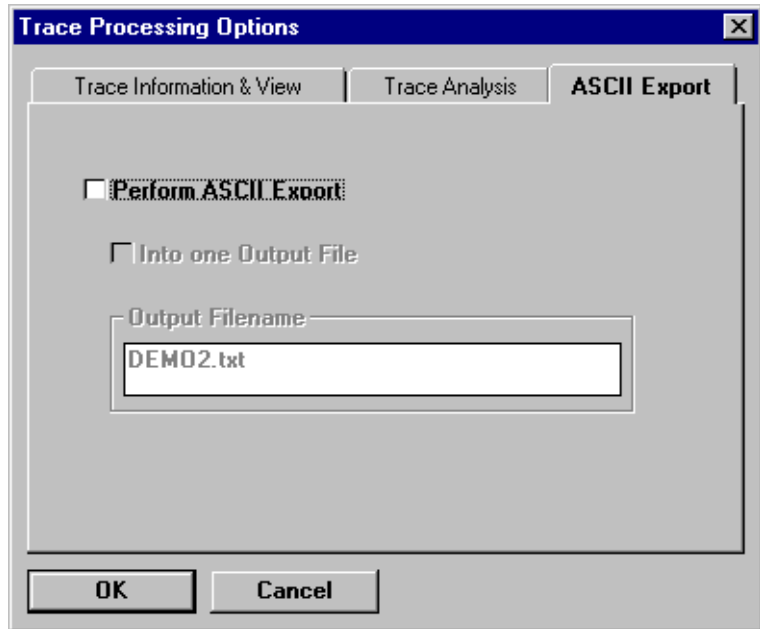 Trace Processing Options
Trace Information & View
Trace Analysis
ASCII Export
Perform ASCII Export
Into one Output File
Output Filename
DEMO2.txt
OK
Cancel